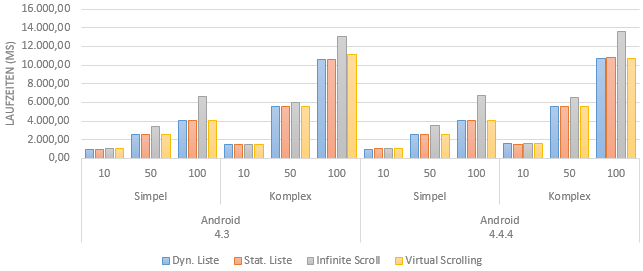 16.000,00
14.000,00
12.000,00
10.000,00
8.000,00
6.000,00
4.000,00
2.000,00
0,00
LAUFZEITEN (MS)
10 50 100 10 50 100 10 50 100 10 50 100
Simpel Komplex Simpel Komplex
Android Android
4.3 4.4.4
Dyn. Liste Stat. Liste Infinite Scroll Virtual Scrolling